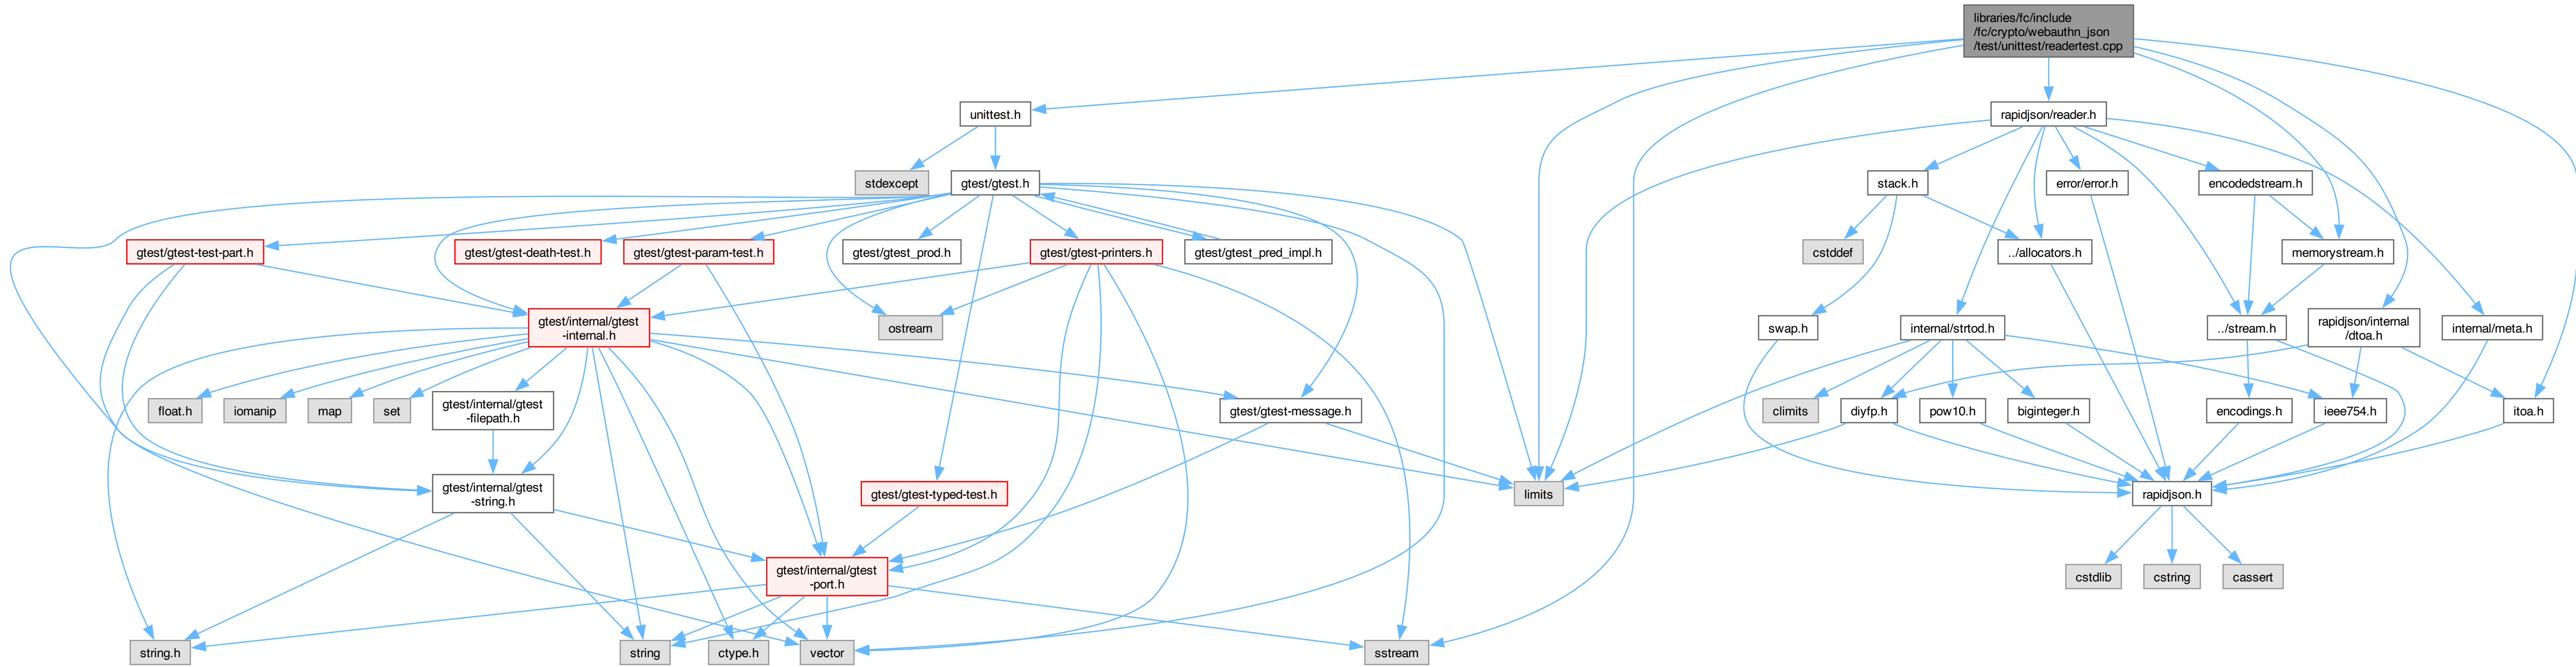 libraries/fc/include
/fc/crypto/webauthn_json
/test/unittest/readertest.cpp
unittest.h
rapidjson/reader.h
stdexcept
gtest/gtest.h
stack.h
error/error.h
encodedstream.h
gtest/gtest-test-part.h
gtest/gtest-death-test.h
gtest/gtest-param-test.h
gtest/gtest_prod.h
gtest/gtest-printers.h
gtest/gtest_pred_impl.h
cstddef
../allocators.h
memorystream.h
gtest/internal/gtest
-internal.h
ostream
swap.h
internal/strtod.h
../stream.h
rapidjson/internal
/dtoa.h
internal/meta.h
float.h
iomanip
map
set
gtest/internal/gtest
-filepath.h
gtest/gtest-message.h
climits
diyfp.h
pow10.h
biginteger.h
encodings.h
ieee754.h
itoa.h
gtest/internal/gtest
-string.h
gtest/gtest-typed-test.h
limits
rapidjson.h
gtest/internal/gtest
-port.h
cstdlib
cstring
cassert
string.h
string
ctype.h
vector
sstream